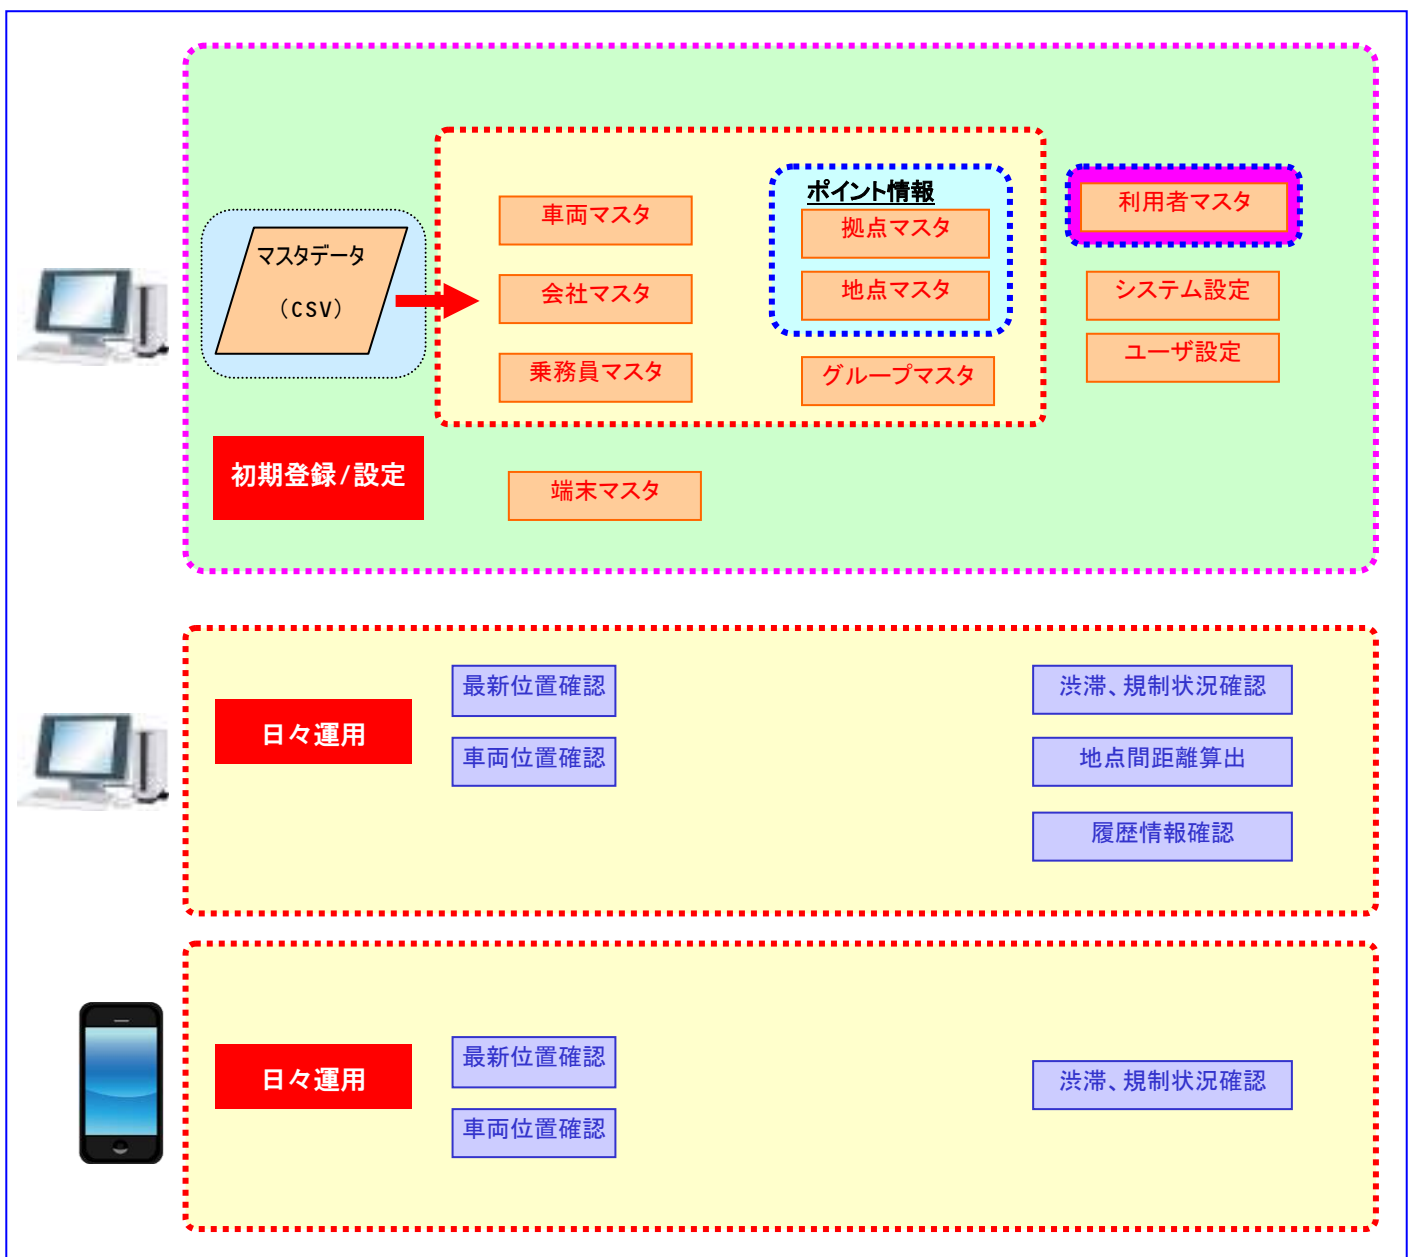 ポイント情報
車両マスタ
拠点マスタ
利用者マスタ
マスタデータ
(CSV)
会社マスタ
地点マスタ
システム設定
乗務員マスタ
グループマスタ
ユーザ設定
初期登録/設定
端末マスタ
最新位置確認
渋滞、規制状況確認
日々運用
車両位置確認
地点間距離算出
履歴情報確認
最新位置確認
日々運用
渋滞、規制状況確認
車両位置確認